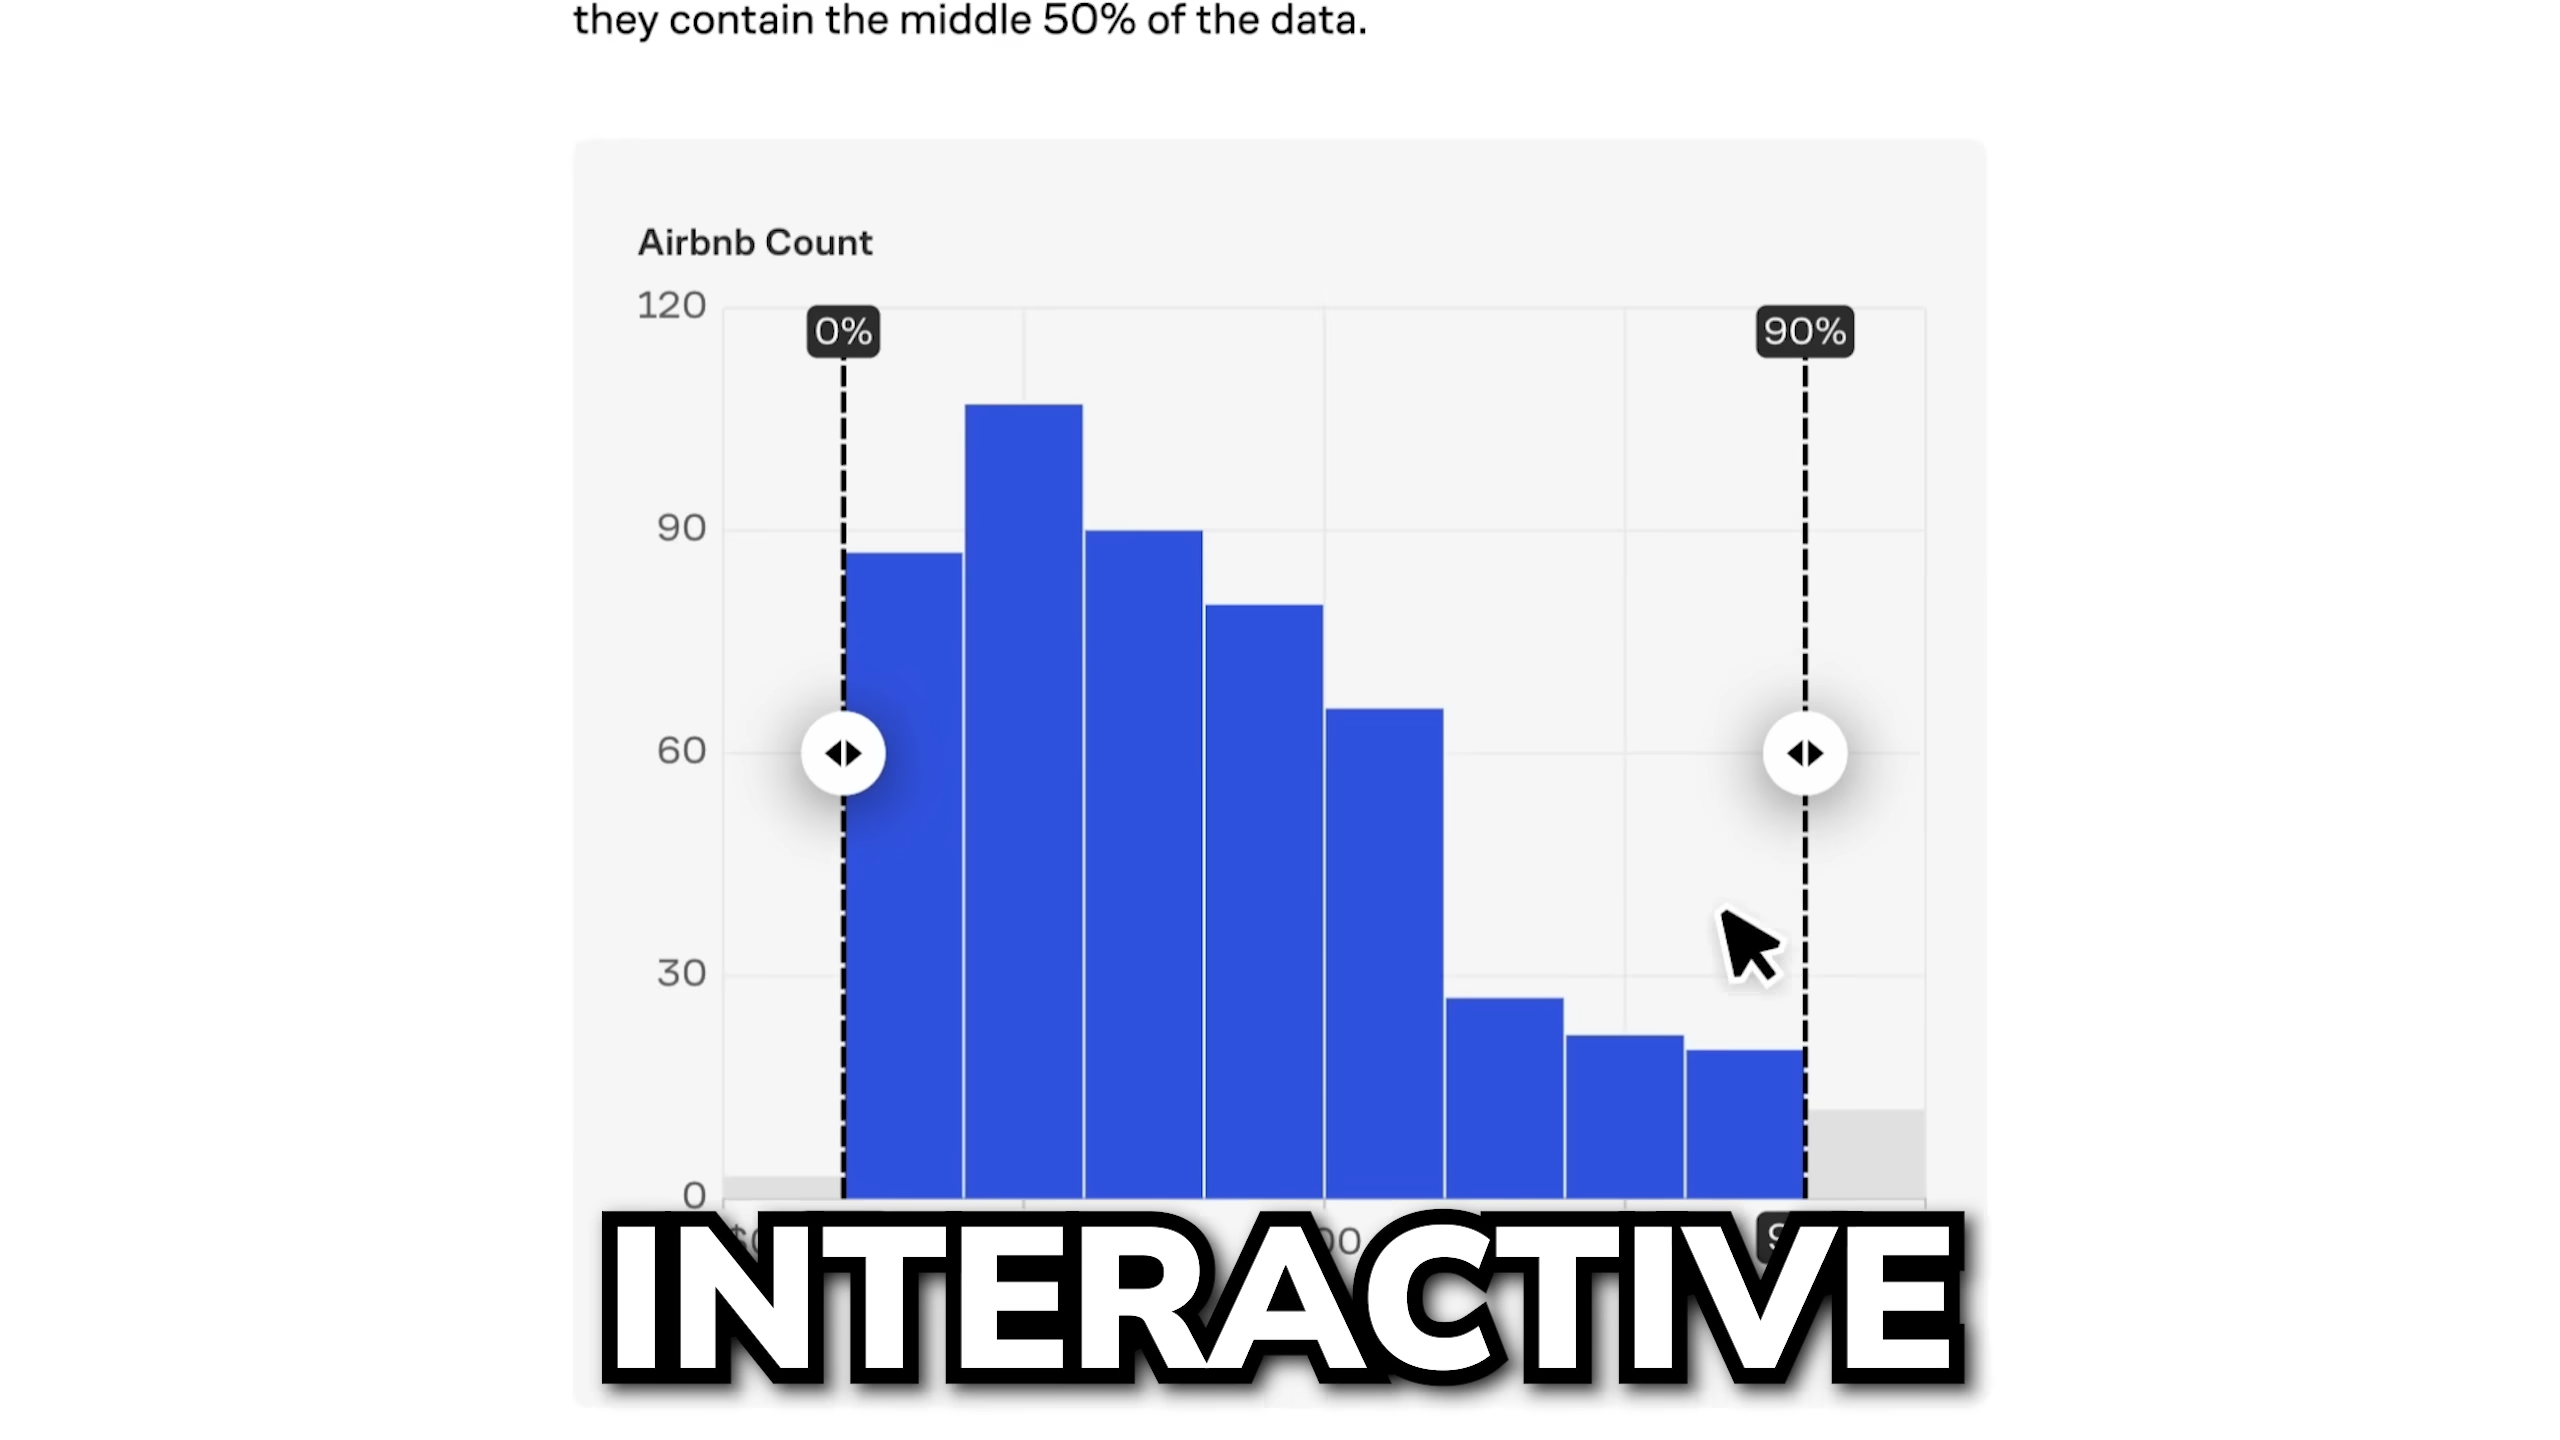 they contain the middle 50% of the data.
Airbnb Count
120
0%
90%
90
60
30
0
INTERACTIVE